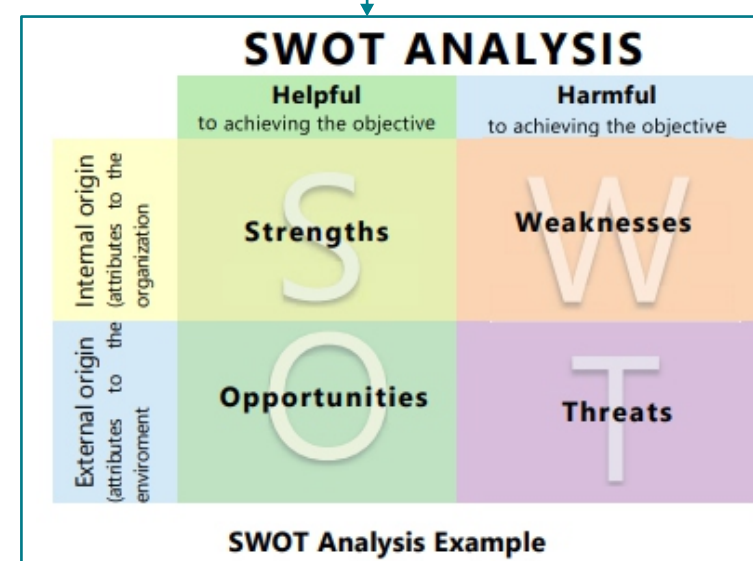 SWOT ANALYSIS
Helpful
to achieving the objective
Harmful
to achieving the objective
Internal origin
(attributes to the
organization
S
Strengths
W
Weaknesses
External origin
(attributes to the
enviroment
O
Opportunities
T
Threats
SWOT Analysis Example